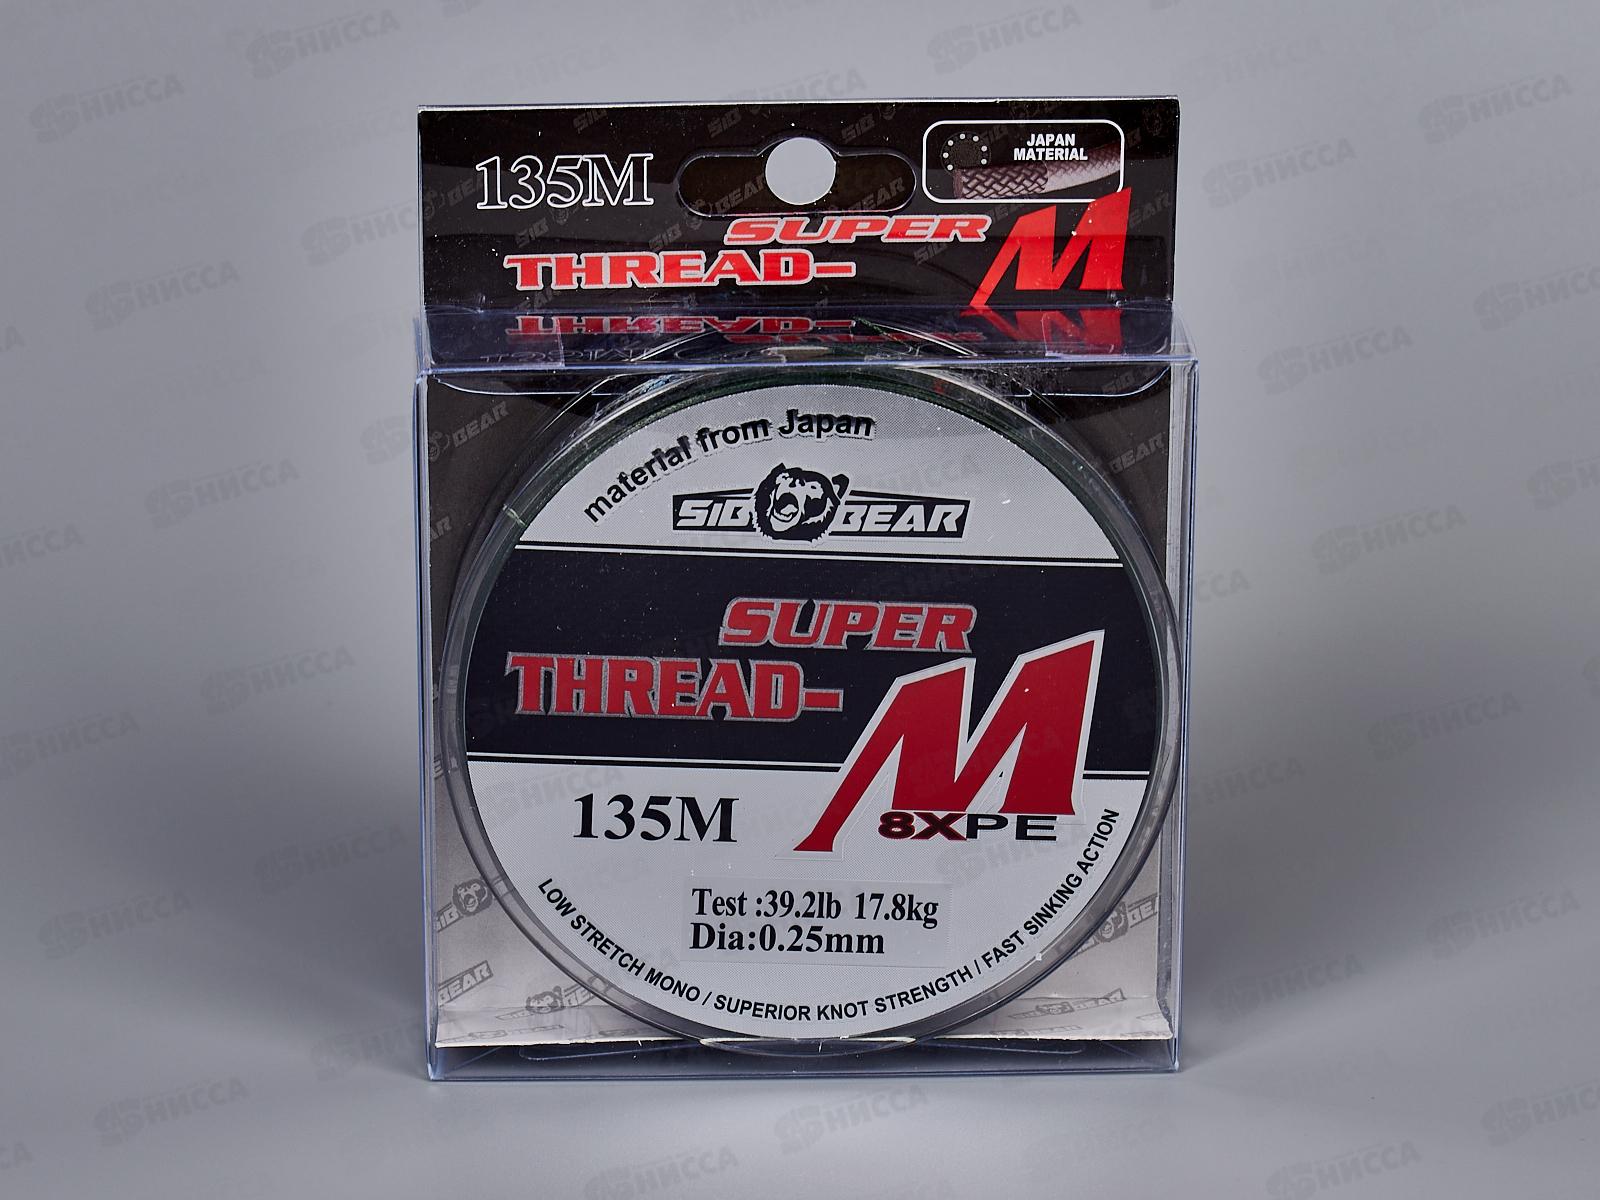 135M
JAPAN
MATERIAL
SUPER
THREAD-M
material from Japan
SIB BEAR
SUPER
THREAD-M
8XPE
135M
Test :39.2lb 17.8kg
Dia:0.25mm
LOW STRETCH MONO / SUPERIOR KNOT STRENGTH / FAST SINKING ACTION
НИССА